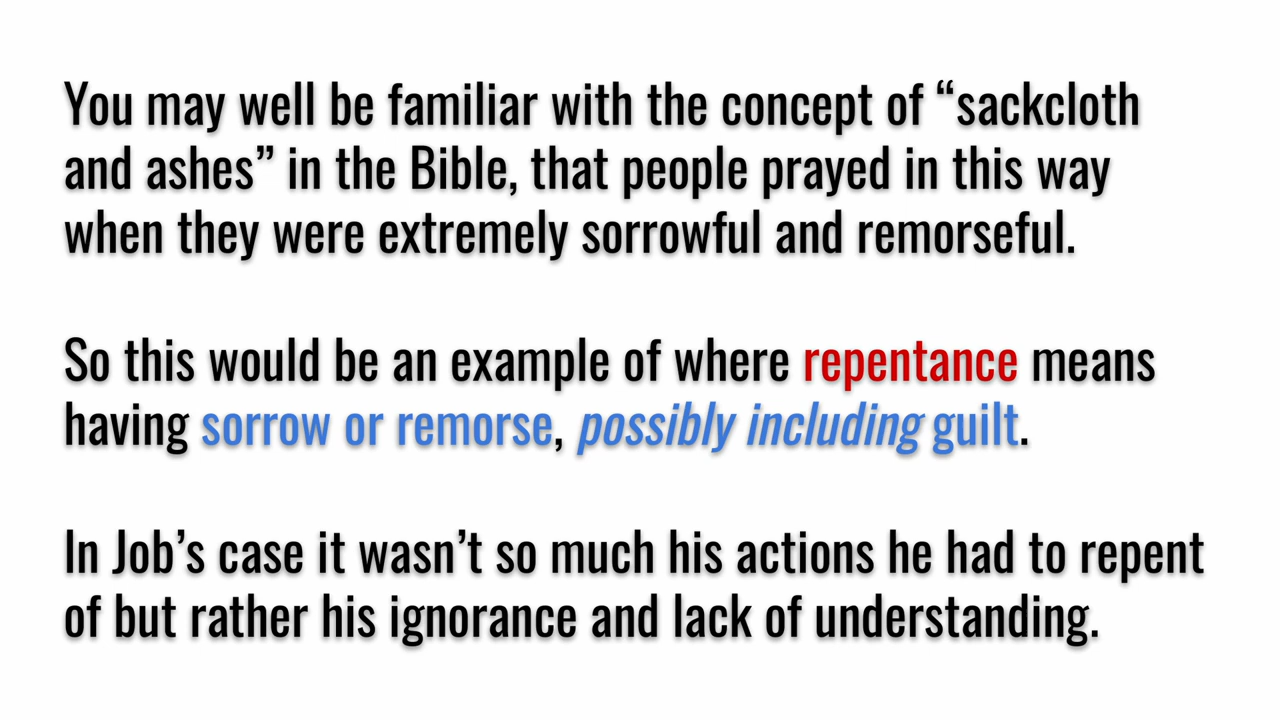 You may well be familiar with the concept of “sackcloth
and ashes” in the Bible, that people prayed in this way
when they were extremely sorrowful and remorseful.
So this would be an example of where repentance means
having sorrow or remorse, possibly including guilt.
In Job’s case it wasn’t so much his actions he had to repent
of but rather his ignorance and lack of understanding.